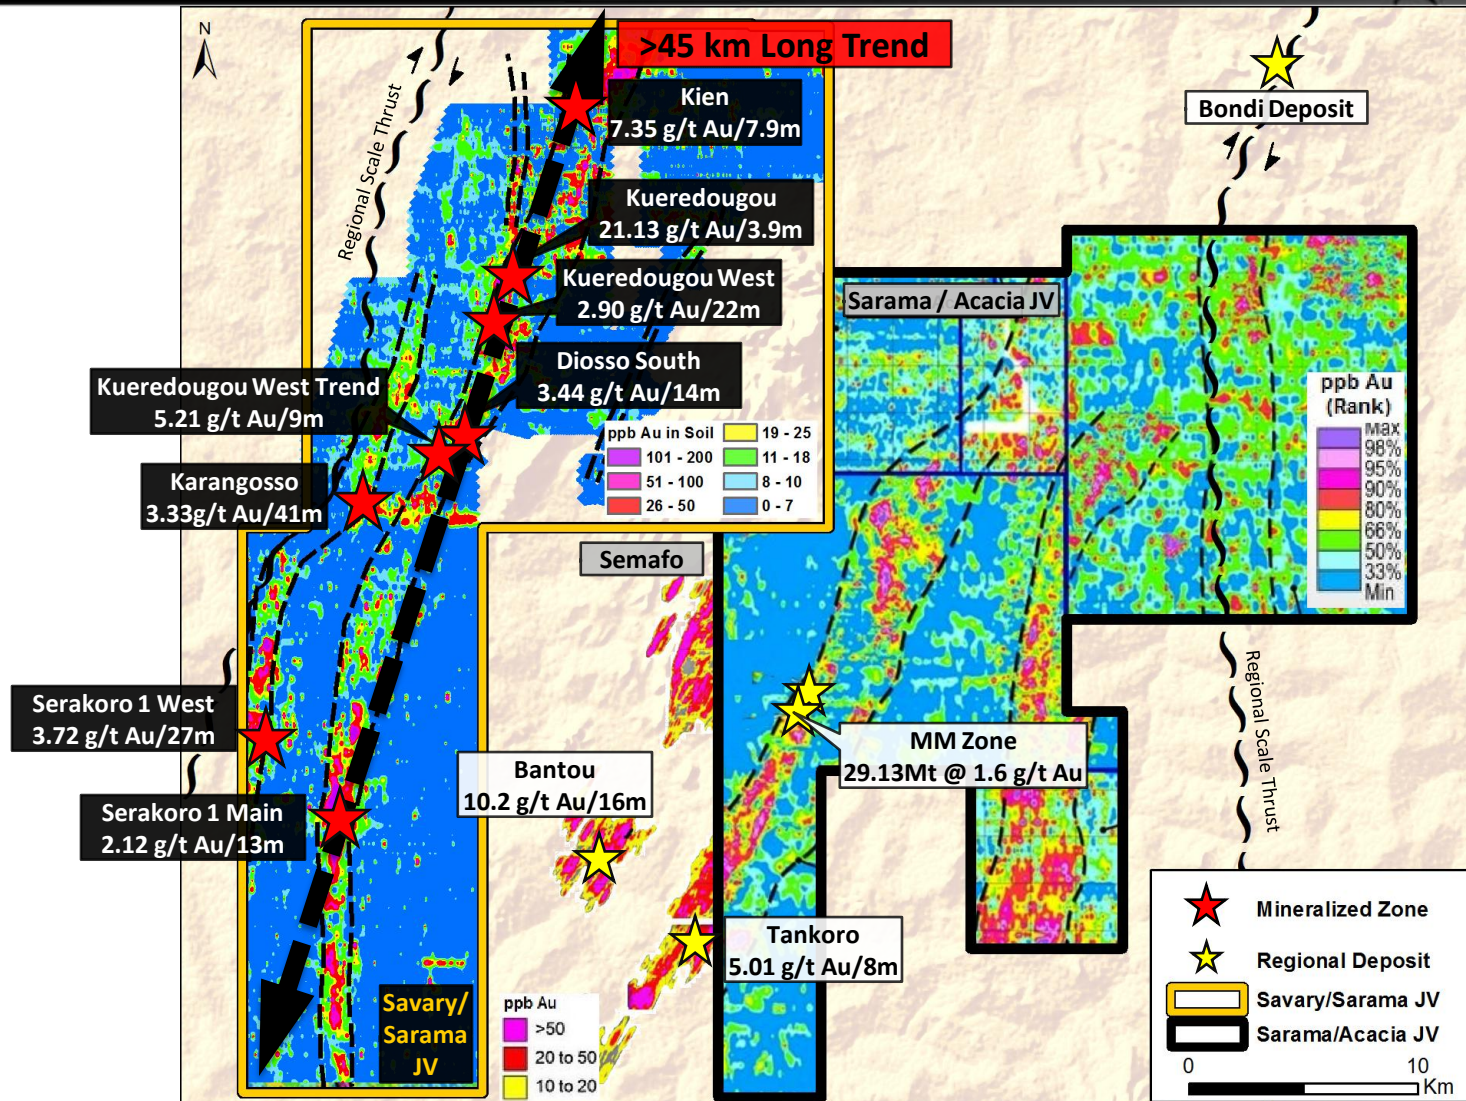 N
>45 km Long Trend
Regional Scale Thrust
Kien
7.35 g/t Au/7.9m
Bondi Deposit
Kueredougou
21.13 g/t Au/3.9m
Kueredougou West
2.90 g/t Au/22m
Sarama / Acacia JV
Diosso South
3.44 g/t Au/14m
Kueredougou West Trend
5.21 g/t Au/9m
ppb Au
(Rank)
Max
98%
95%
90%
80%
66%
50%
33%
Min
ppb Au in Soil
101 - 200
51 - 100
26 - 50
19 - 25
11 - 18
8 - 10
0 - 7
Karangosso
3.33g/t Au/41m
Semafo
Regional Scale Thrust
Serakoro 1 West
3.72 g/t Au/27m
MM Zone
29.13Mt @ 1.6 g/t Au
Bantou
10.2 g/t Au/16m
Serakoro 1 Main
2.12 g/t Au/13m
Tankoro
5.01 g/t Au/8m
Savary/
Sarama
JV
ppb Au
>50
20 to 50
10 to 20
Mineralized Zone
Regional Deposit
Savary/Sarama JV
Sarama/Acacia JV
0 10
Km